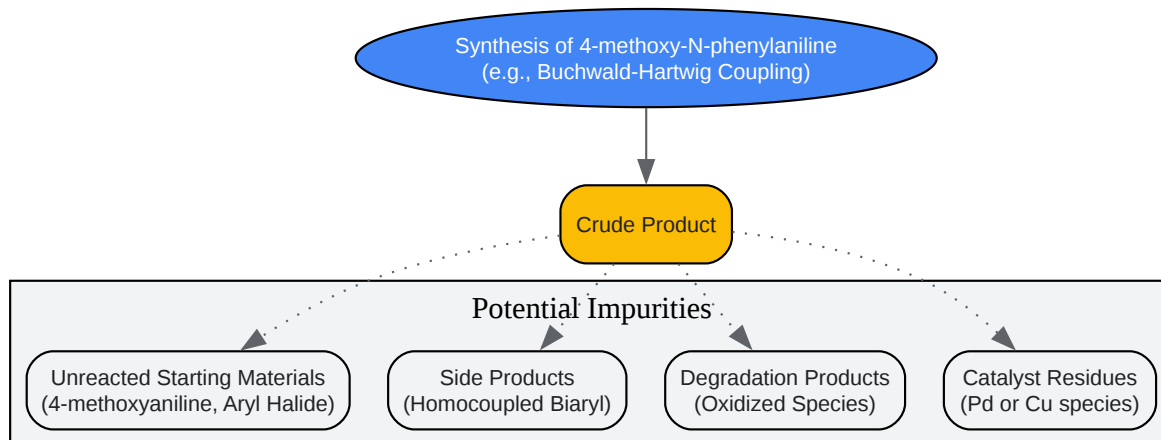 Synthesis of 4-methoxy-N-phenylaniline
(e.g., Buchwald-Hartwig Coupling)
Crude Product
Potential Impurities
Unreacted Starting Materials
(4-methoxyaniline, Aryl Halide)
Side Products
(Homocoupled Biaryl)
Degradation Products
(Oxidized Species)
Catalyst Residues
(Pd or Cu species)